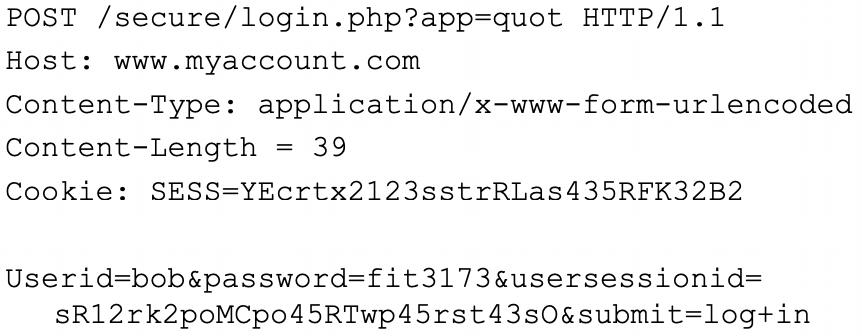 POST /secure/login.php?app=quot HTTP/1.1
Host: www.myaccount.com
Content-Type: application/x-www-form-urlencoded
Content-Length = 39
Cookie: SESS=YEcrtx2123sstrRLas435RFK32B2
Userid=bob&password=fit3173&usersessionid=
sR12rk2poMCpo45RTwp45rst43sO&submit=log+in